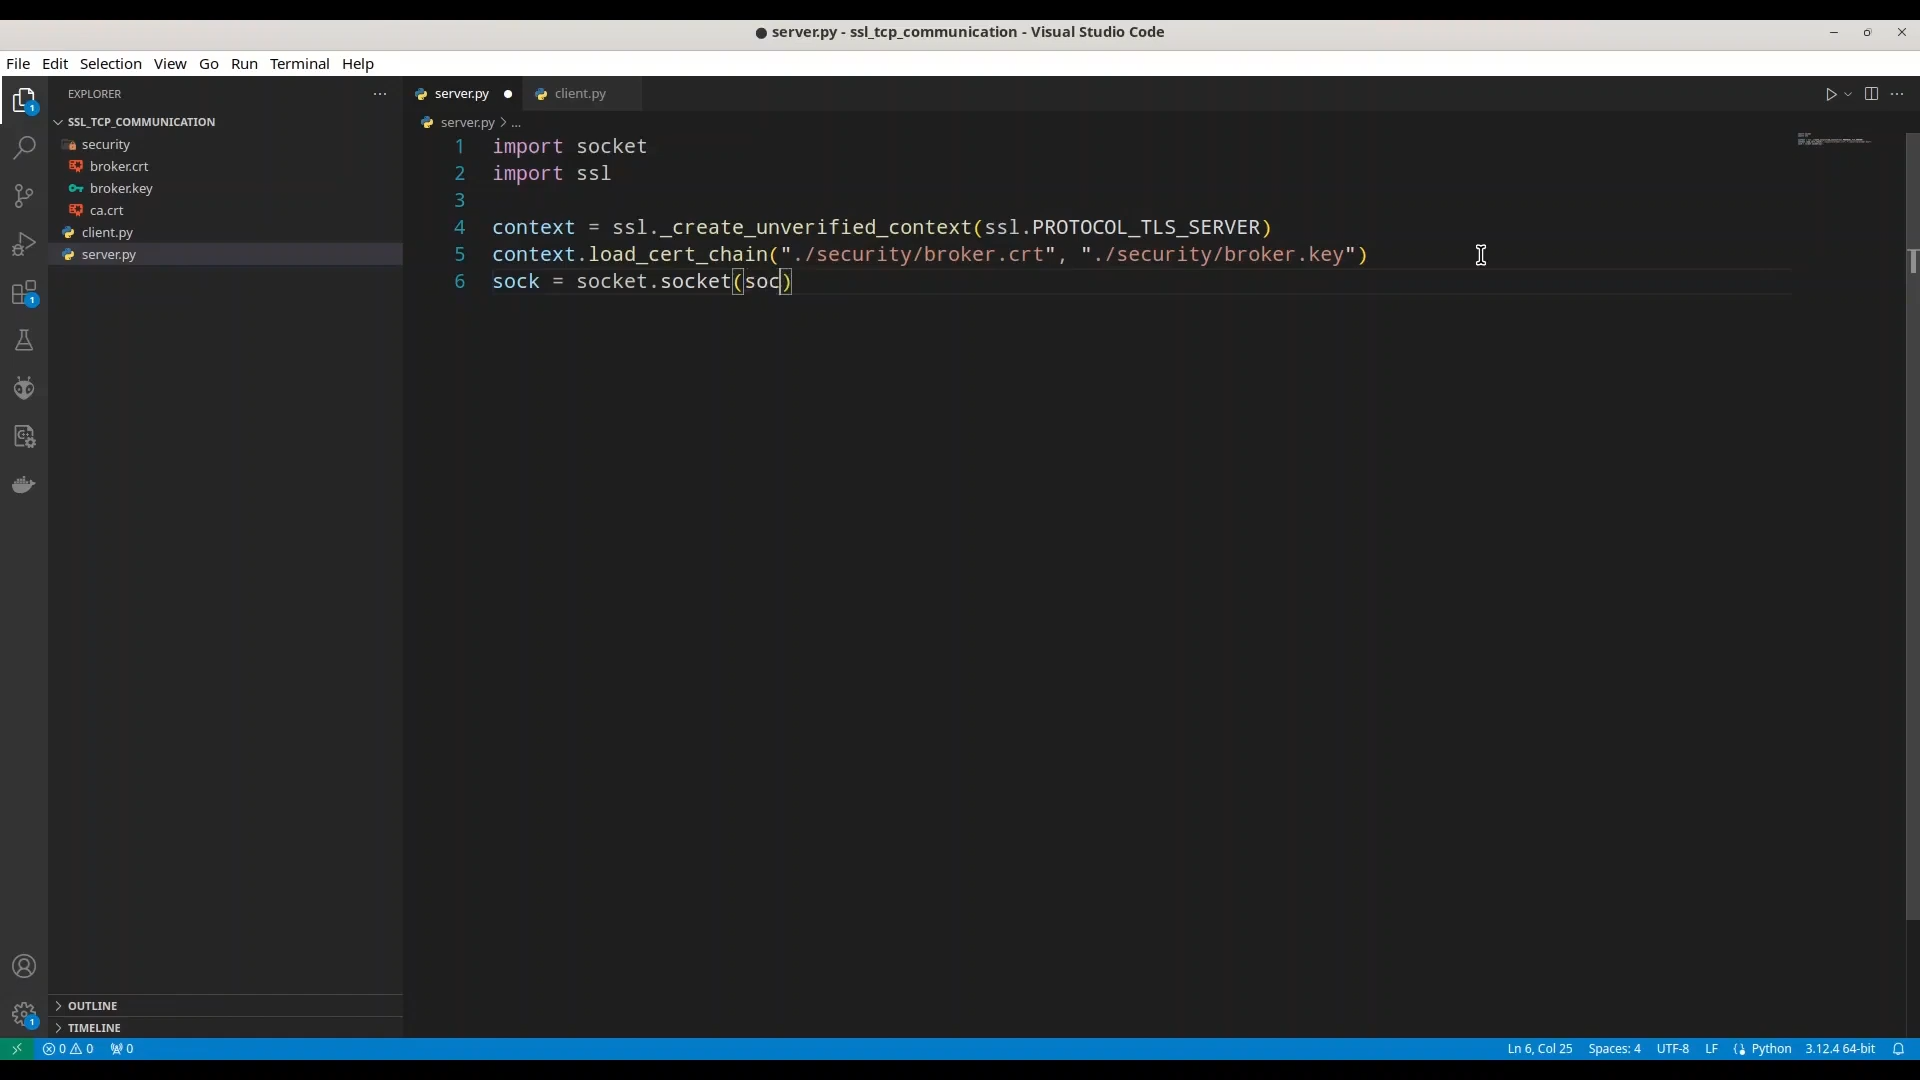 ● server.py - ssl_tcp_communication - Visual Studio Code
File Edit Selection View Go Run Terminal Help
EXPLORER
server.py
client.py
SSL_TCP_COMMUNICATION
server.py > ...
security
broker.crt
broker.key
ca.crt
client.py
server.py
1 import socket
2 import ssl
3
4 context = ssl._create_unverified_context(ssl.PROTOCOL_TLS_SERVER)
5 context.load_cert_chain("./security/broker.crt", "./security/broker.key")
6 sock = socket.socket(soc)
1
1
OUTLINE
1
TIMELINE
0 0 0 Ln 6, Col 25 Spaces: 4 UTF-8 LF Python 3.12.4 64-bit